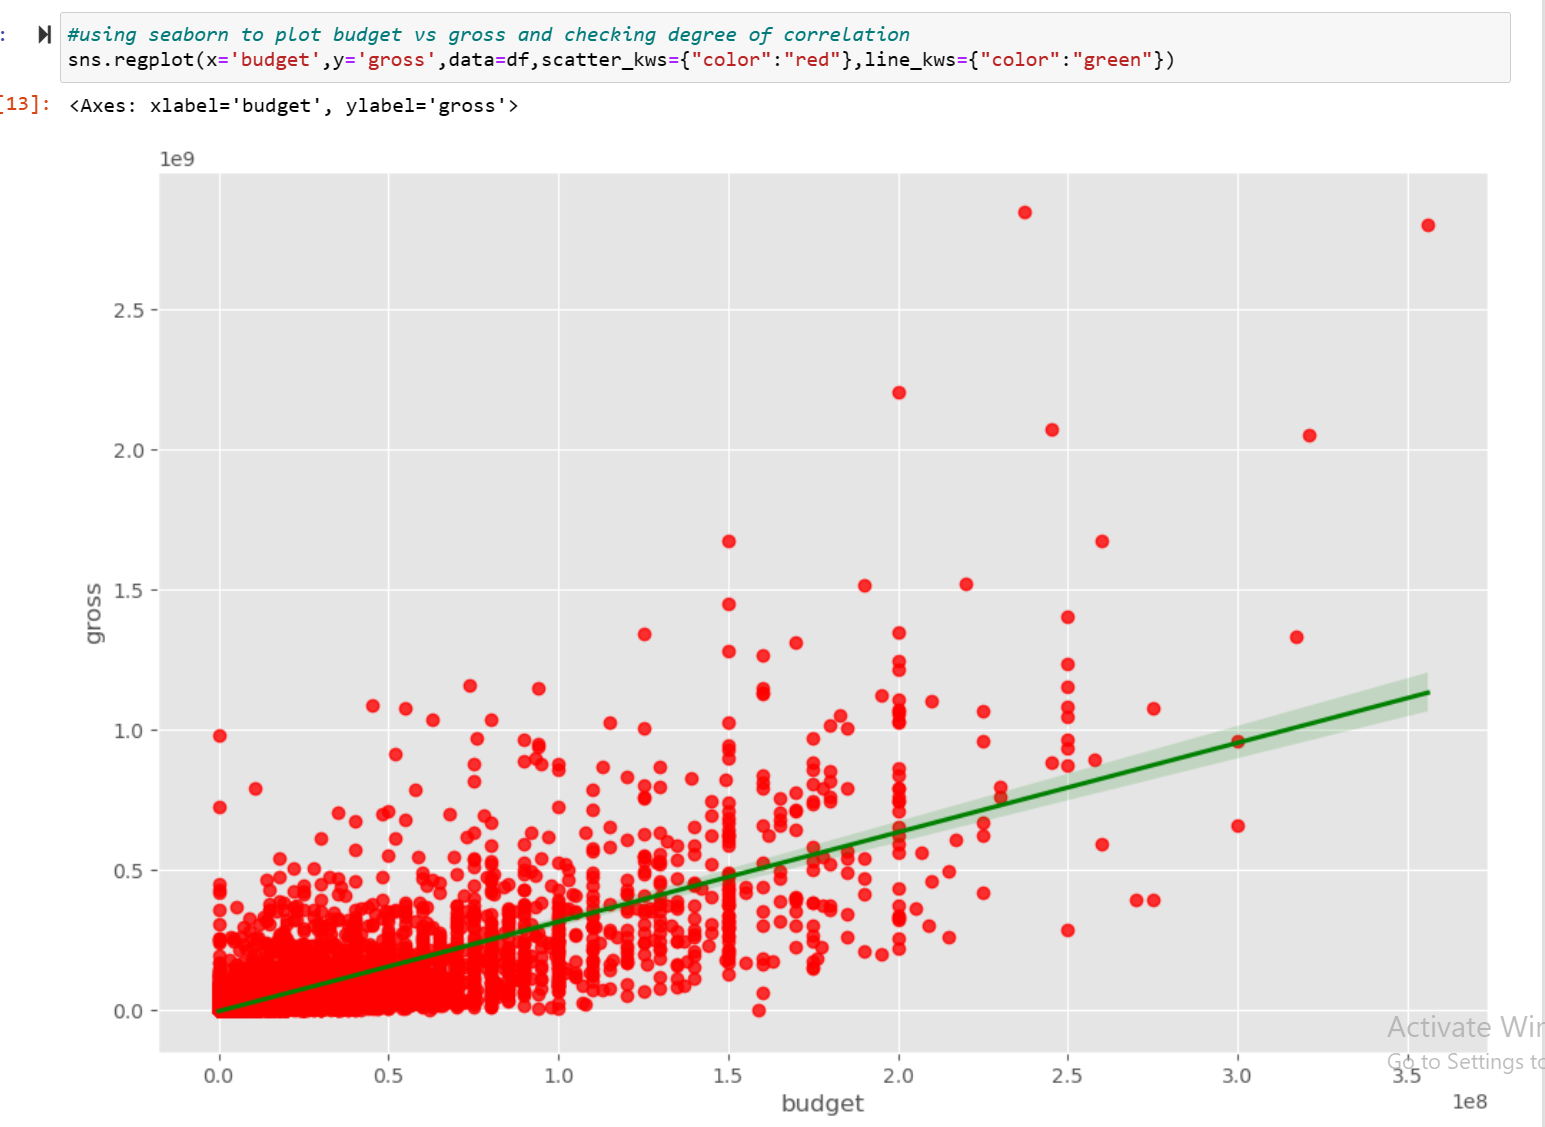 : #using seaborn to plot budget vs gross and checking degree of correlation
sns.regplot(x='budget',y='gross',data=df,scatter_kws={"color":"red"},line_kws={"color":"green"})
[13]: <Axes: xlabel='budget', ylabel='gross'>
1e9
2.5
2.0
1.5
1.0
0.5
0.0
gross
0.0 0.5 1.0 1.5 2.0 2.5 3.0 3.5
budget
1e8
Activate Win
Go to Settings to